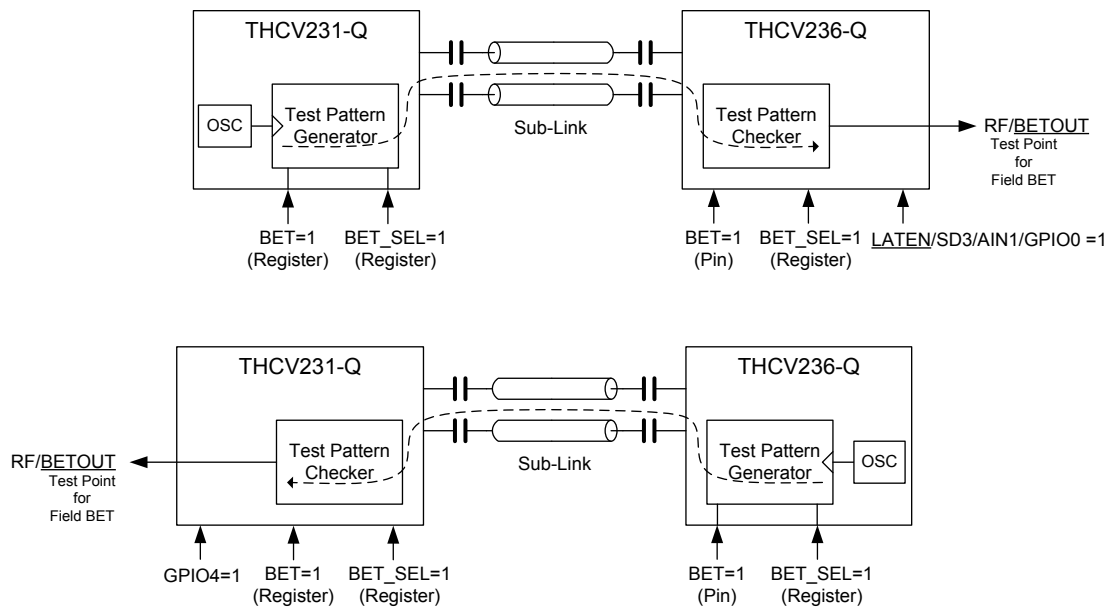 THCV231-Q
THCV236-Q
OSC
Test Pattern
Generator
Sub-Link
Test Pattern
Checker
RF/BETOUT
Test Point
for
Field BET
BET=1
(Register)
BET_SEL=1
(Register)
BET=1
(Pin)
BET_SEL=1
(Register)
LATEN/SD3/AIN1/GPIO0 =1
THCV231-Q
THCV236-Q
RF/BETOUT
Test Point
for
Field BET
Test Pattern
Checker
Sub-Link
Test Pattern
Generator
OSC
GPIO4=1
BET=1
(Register)
BET_SEL=1
(Register)
BET=1
(Pin)
BET_SEL=1
(Register)